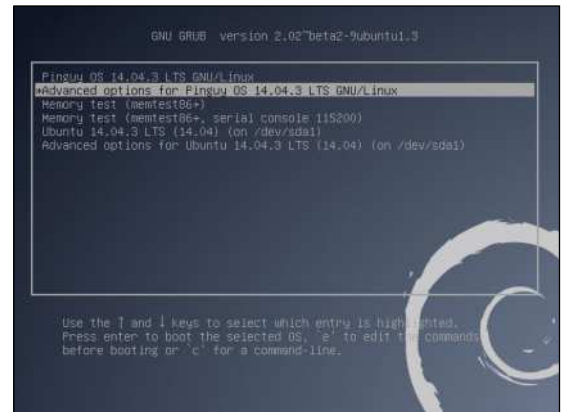 GNU GRUB version 2.02~beta2-9ubuntu1.3
Pinguy OS 14.04.3 LTS GNU/Linux
*Advanced options for Pinguy OS 14.04.3 LTS GNU/Linux
Memory test (memtest86+)
Memory test (memtest86+, serial console 115200)
Ubuntu 14.04.3 LTS (14.04) (on /dev/sda1)
Advanced options for Ubuntu 14.04.3 LTS (14.04) (on /dev/sda1)
Use the ↑ and ↓ keys to select which entry is highlighted.
Press enter to boot the selected OS, `e' to edit the commands
before booting or `c' for a command-line.